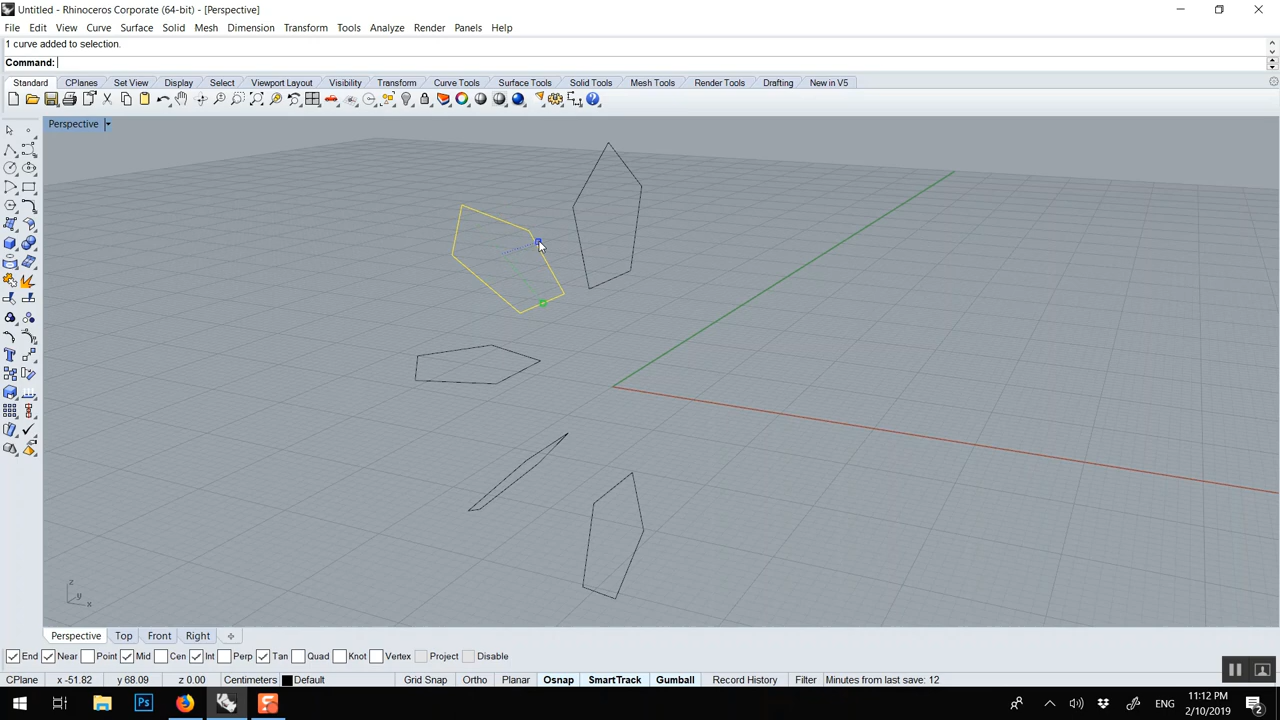 Untitled - Rhinoceros Corporate (64-bit) - [Perspective]
File Edit View Curve Surface Solid Mesh Dimension Transform Tools Analyze Render Panels Help
1 curve added to selection.
Command:
Standard CPlanes Set View Display Select Viewport Layout Visibility Transform Curve Tools Surface Tools Solid Tools Mesh Tools Render Tools Drafting New in V5
Perspective
z
y
x
Perspective Top Front Right
End Near Point Mid Cen Int Perp Tan Quad Knot Vertex Project Disable
CPlane x -51.82 y 68.09 z 0.00 Centimeters Default Grid Snap Ortho Planar Osnap SmartTrack Gumball Record History Filter Minutes from last save: 12
Ps ENG 11:12 PM
2/10/2019
2